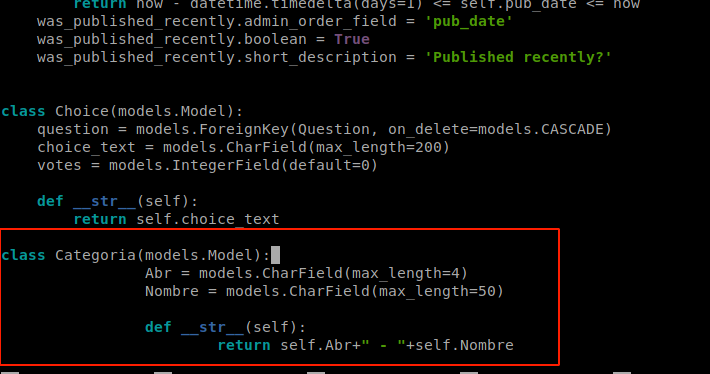 return now - datetime.timedelta(days=1) <= self.pub_date <= now
was_published_recently.admin_order_field = 'pub_date'
was_published_recently.boolean = True
was_published_recently.short_description = 'Published recently?'
class Choice(models.Model):
question = models.ForeignKey(Question, on_delete=models.CASCADE)
choice_text = models.CharField(max_length=200)
votes = models.IntegerField(default=0)
def __str__(self):
return self.choice_text
class Categoria(models.Model):
Abr = models.CharField(max_length=4)
Nombre = models.CharField(max_length=50)
def __str__(self):
return self.Abr+" - "+self.Nombre